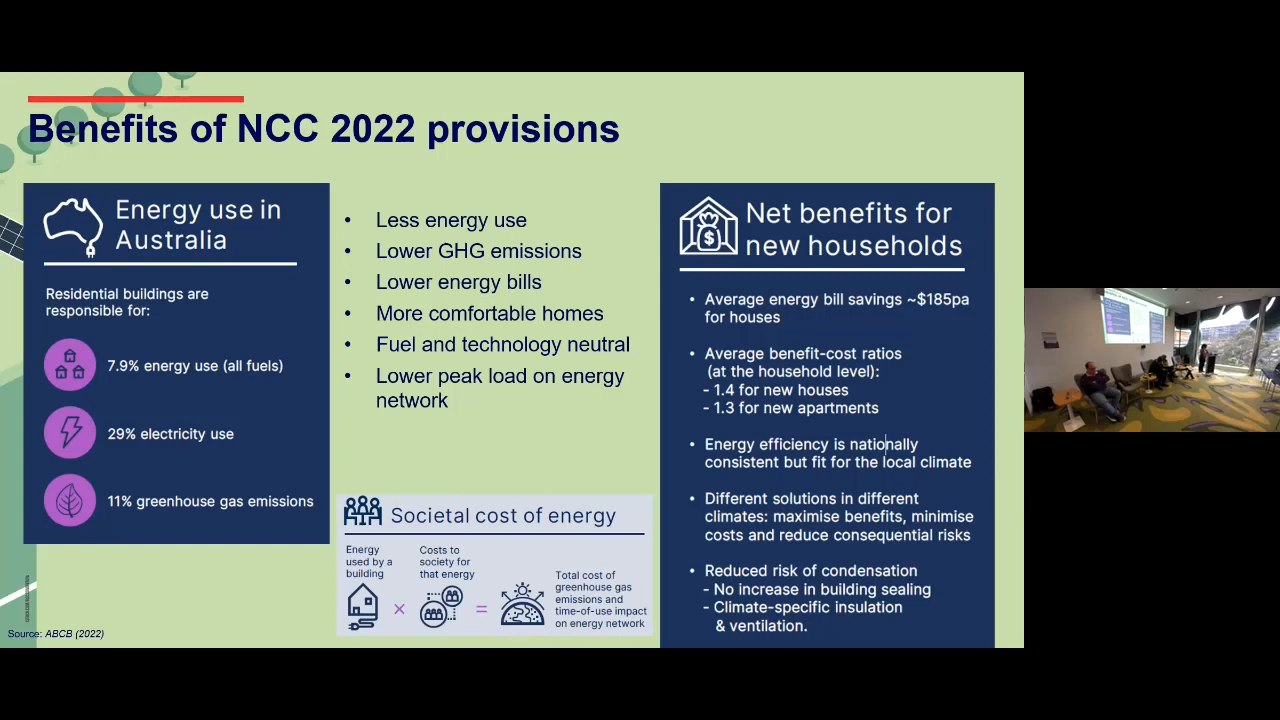 Benefits of NCC 2022 provisions
Energy use in
Australia
Residential buildings are
responsible for:
7.9% energy use (all fuels)
29% electricity use
11% greenhouse gas emissions
• Less energy use
• Lower GHG emissions
• Lower energy bills
• More comfortable homes
• Fuel and technology neutral
• Lower peak load on energy
network
Societal cost of energy
Energy
used by a
building
×
Costs to
society for
that energy
=
Total cost of
greenhouse gas
emissions and
time-of-use impact
on energy network
$
Net benefits for
new households
• Average energy bill savings ~$185pa
for houses
• Average benefit-cost ratios
(at the household level):
- 1.4 for new houses
- 1.3 for new apartments
• Energy efficiency is nationally
consistent but fit for the local climate
• Different solutions in different
climates: maximise benefits, minimise
costs and reduce consequential risks
• Reduced risk of condensation
- No increase in building sealing
- Climate-specific insulation
& ventilation.
Source: ABCB (2022)